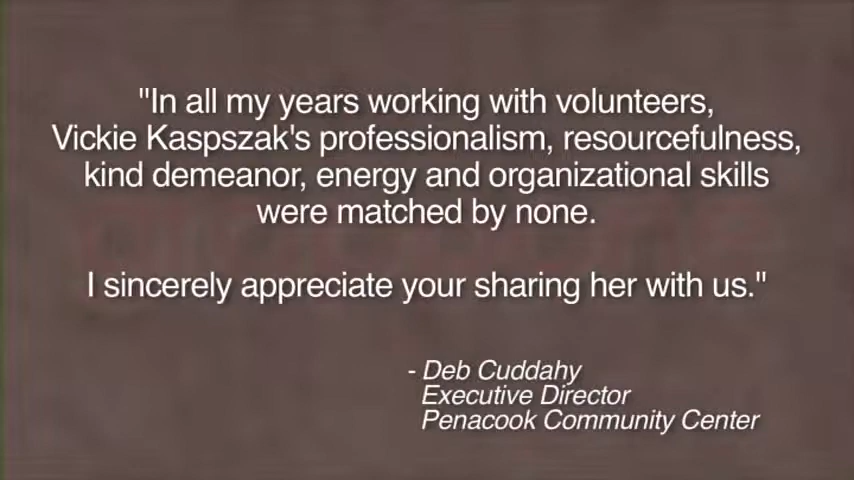 "In all my years working with volunteers,
Vickie Kaspszak's professionalism, resourcefulness,
kind demeanor, energy and organizational skills
were matched by none.
I sincerely appreciate your sharing her with us."
- Deb Cuddahy
Executive Director
Penacook Community Center